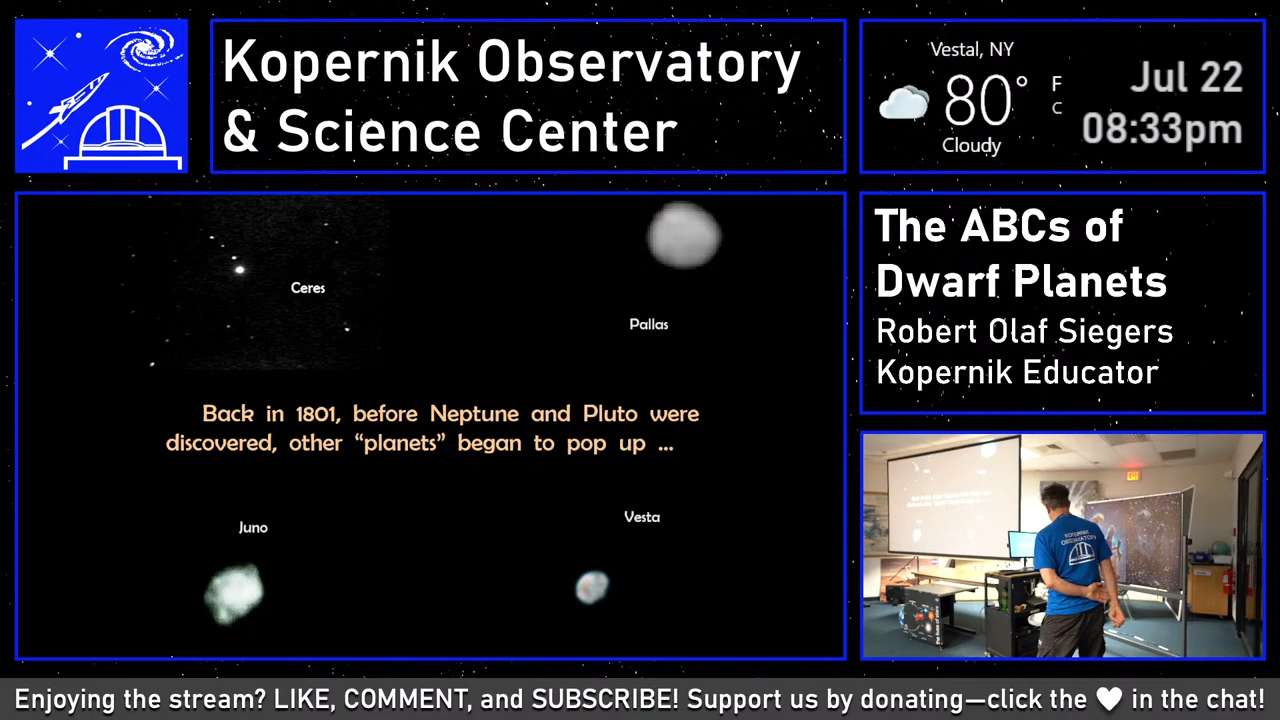 Kopernik Observatory
& Science Center
Vestal, NY
80°
F
C
Cloudy
Jul 22
08:33pm
Ceres
Pallas
Back in 1801, before Neptune and Pluto were
discovered, other “planets” began to pop up ...
Juno
Vesta
The ABCs of
Dwarf Planets
Robert Olaf Siegers
Kopernik Educator
KOPERNIK
OBSERVATORY
Enjoying the stream? LIKE, COMMENT, and SUBSCRIBE! Support us by donating—click the ♥ in the chat!